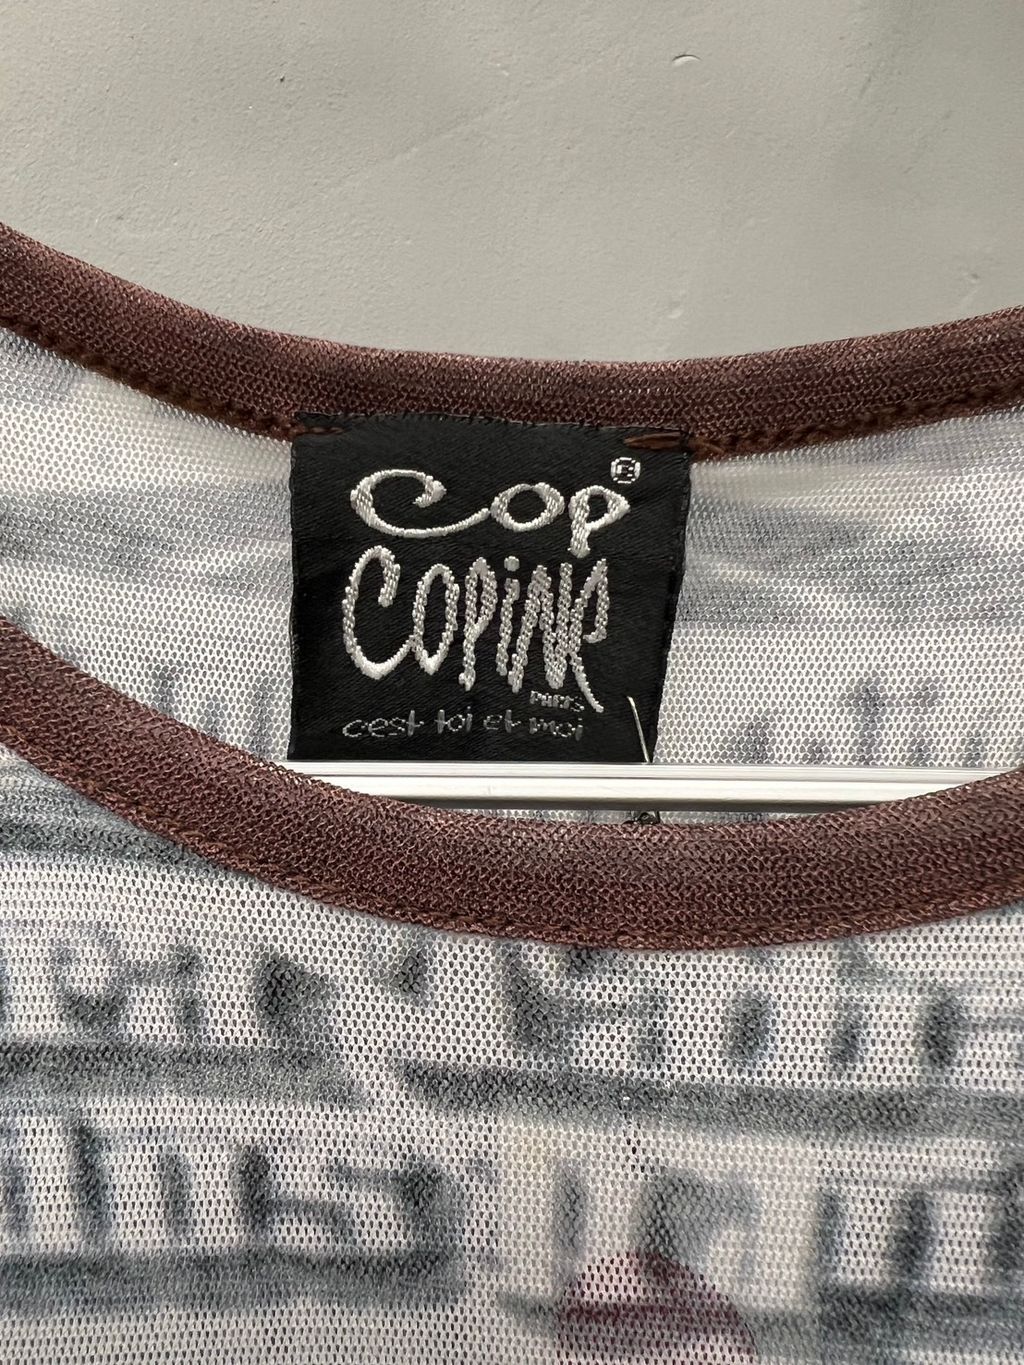 Cop®
COPiNE
PARIS
c'est toi et moi